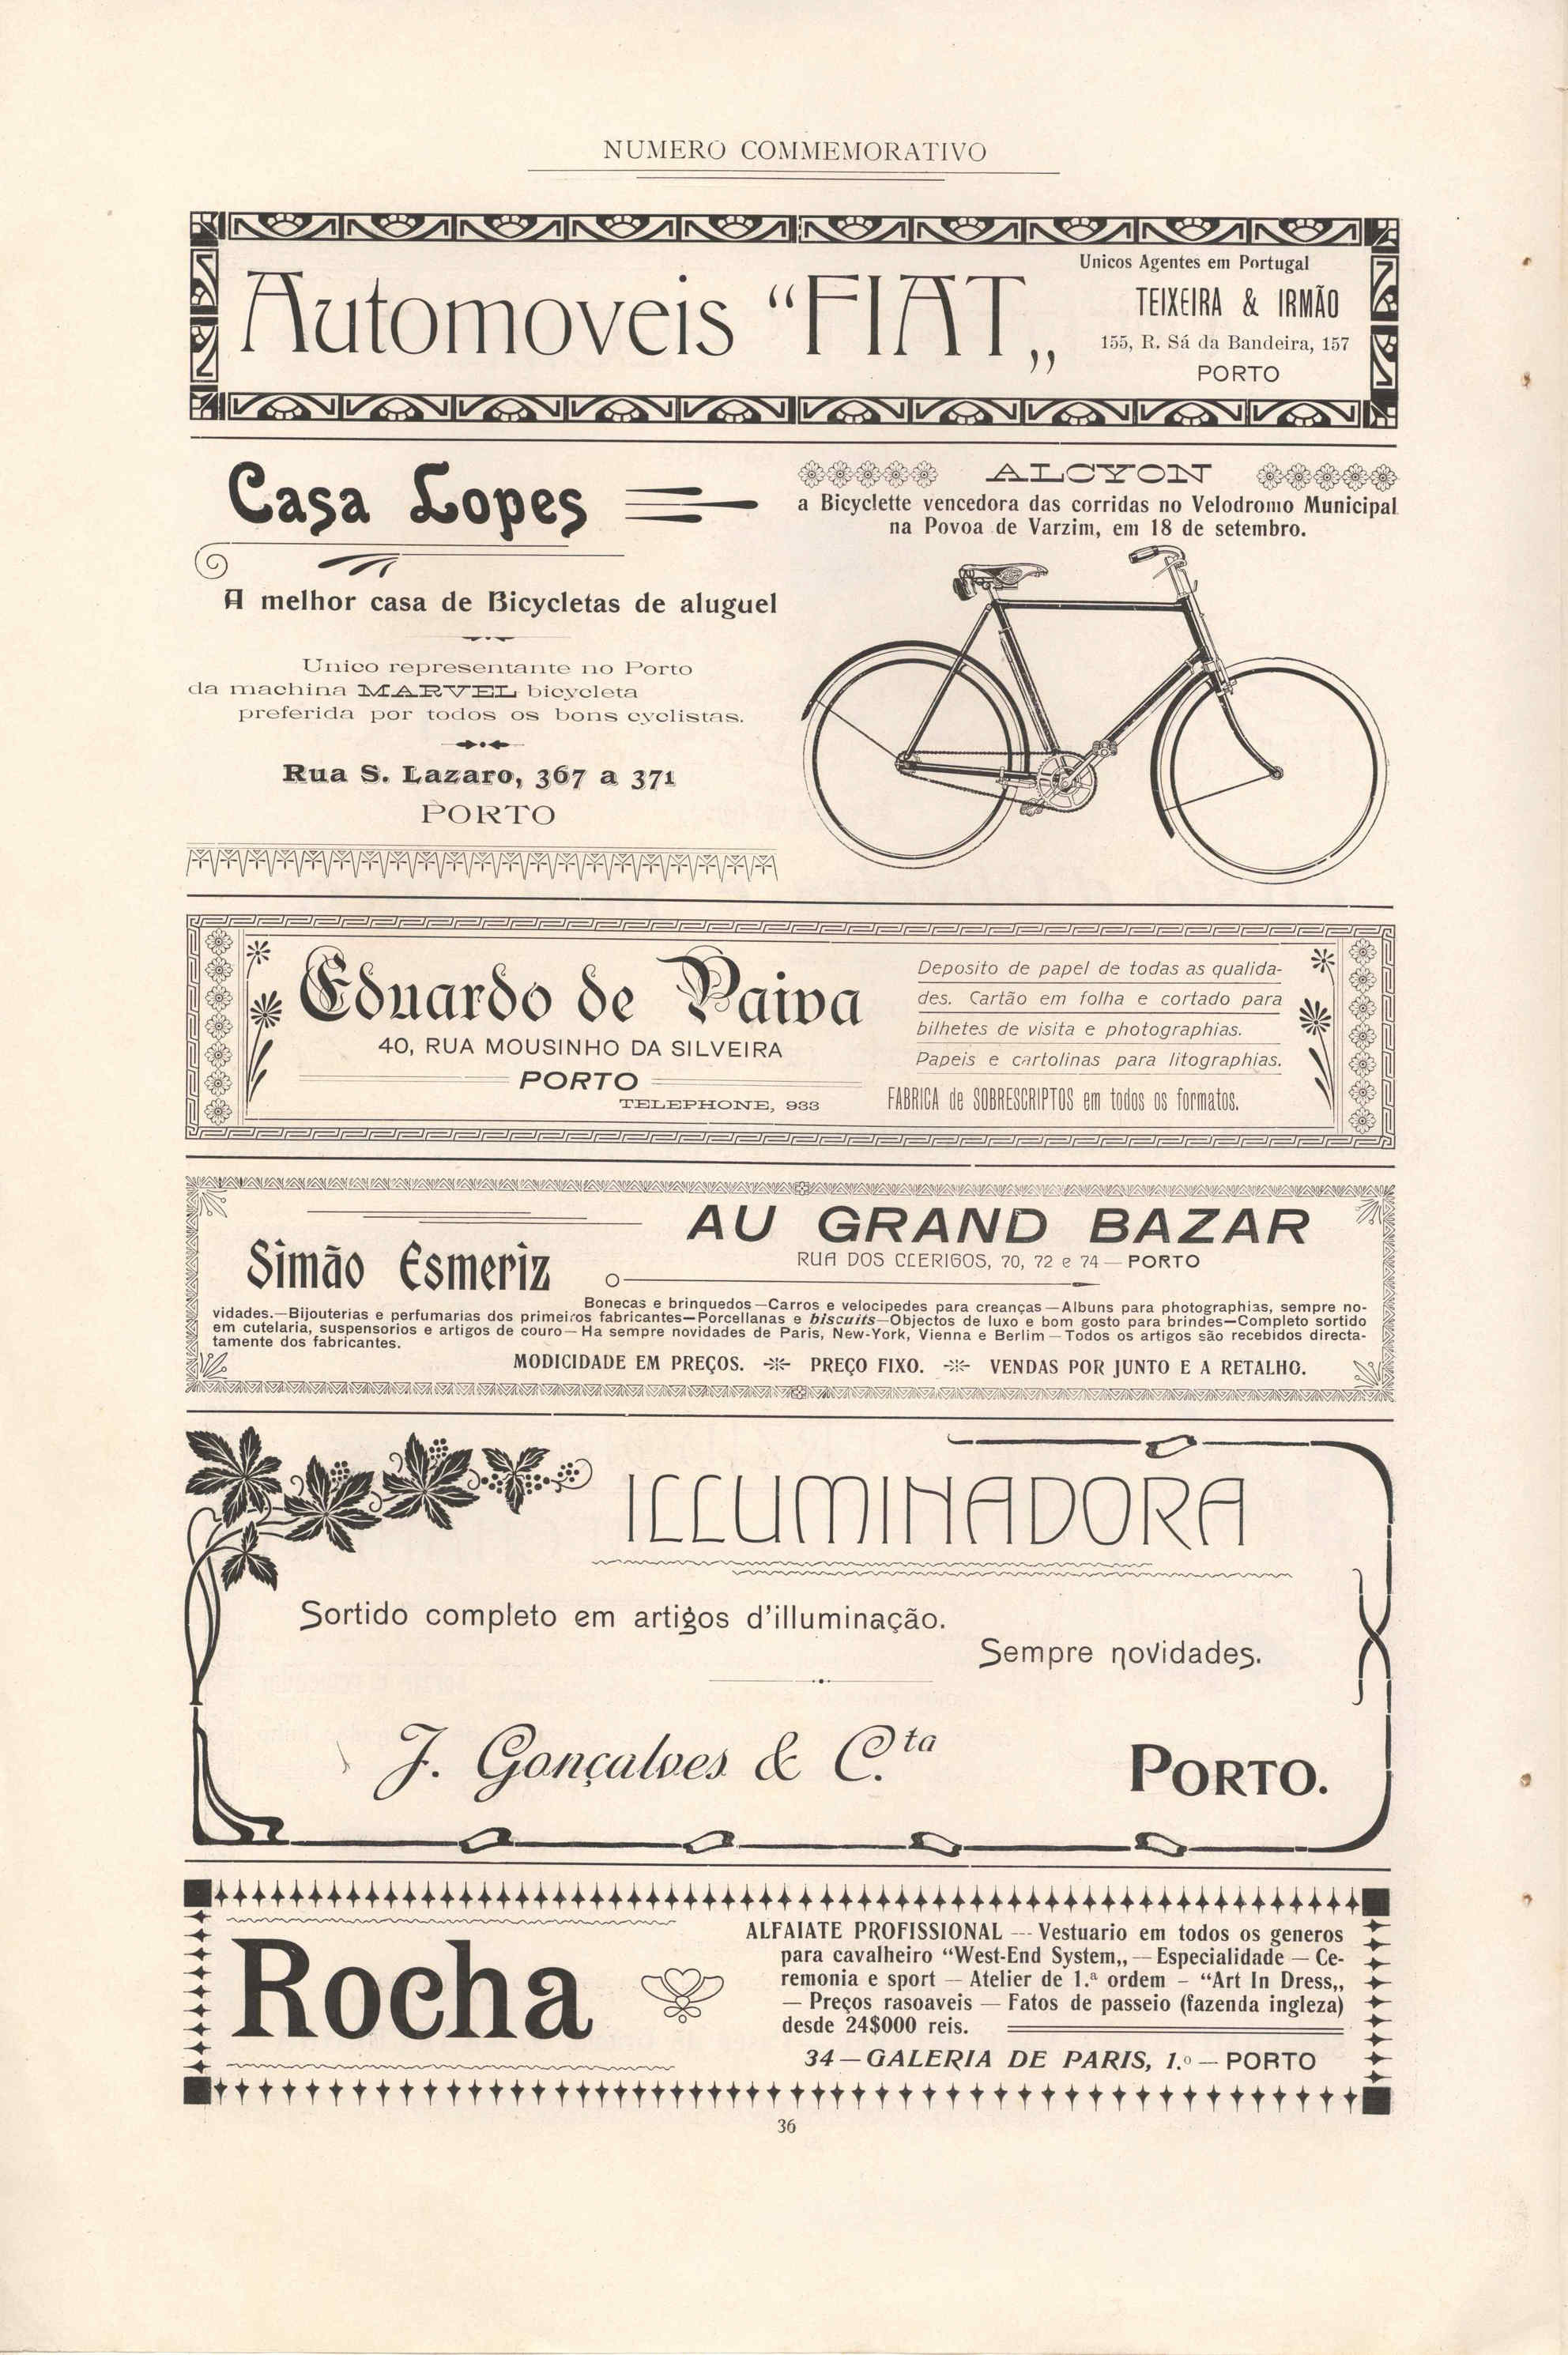 NUMERO COMMEMORATIVO
Automoveis “FIAT„
Unicos Agentes em Portugal
TEIXEIRA & IRMÃO
155, R. Sá da Bandeira, 157
PORTO
Casa Lopes
A melhor casa de Bicycletas de aluguel
Unico representante no Porto
da machina MARVEL bicycleta
preferida por todos os bons cyclistas.
Rua S. Lazaro, 367 a 371
PORTO
ALCYON
a Bicyclette vencedora das corridas no Velodromo Municipal
na Povoa de Varzim, em 18 de setembro.
Eduardo de Paiva
40, RUA MOUSINHO DA SILVEIRA
PORTO
TELEPHONE, 933
Deposito de papel de todas as qualida-
des. Cartão em folha e cortado para
bilhetes de visita e photographias.
Papeis e cartolinas para litographias.
FABRICA de SOBRESCRIPTOS em todos os formatos.
AU GRAND BAZAR
RUA DOS CLERIGOS, 70, 72 e 74 — PORTO
Simão Esmeriz
Bonecas e brinquedos—Carros e velocipedes para creanças—Albuns para photographias, sempre no-
vidades.—Bijouterias e perfumarias dos primeiros fabricantes—Porcellanas e biscuits—Objectos de luxo e bom gosto para brindes—Completo sortido
em cutelaria, suspensorios e artigos de couro—Ha sempre novidades de Paris, New-York, Vienna e Berlim—Todos os artigos são recebidos directa-
tamente dos fabricantes.
MODICIDADE EM PREÇOS. PREÇO FIXO. VENDAS POR JUNTO E A RETALHO.
ILLUMINADORA
Sortido completo em artigos d'illuminação.
Sempre novidades.
J. Gonçalves & C.ta
PORTO.
Rocha
ALFAIATE PROFISSIONAL — Vestuario em todos os generos
para cavalheiro “West-End System„ — Especialidade — Ce-
remonia e sport — Atelier de 1.ª ordem – “Art In Dress„
— Preços rasoaveis — Fatos de passeio (fazenda ingleza)
desde 24$000 reis.
34—GALERIA DE PARIS, 1.º — PORTO
36